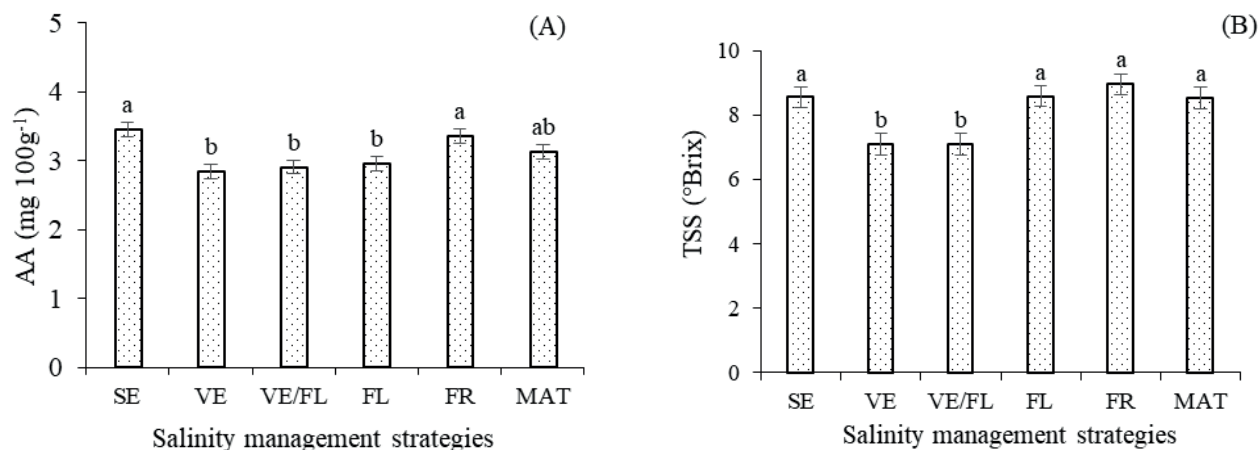 (A)
AA (mg 100g⁻¹)
5
4
3
2
1
0
a
b
b
b
a
ab
SE VE VE/FL FL FR MAT
Salinity management strategies
(B)
TSS (°Brix)
10
8
6
4
2
0
a
b
b
a
a
a
SE VE VE/FL FL FR MAT
Salinity management strategies